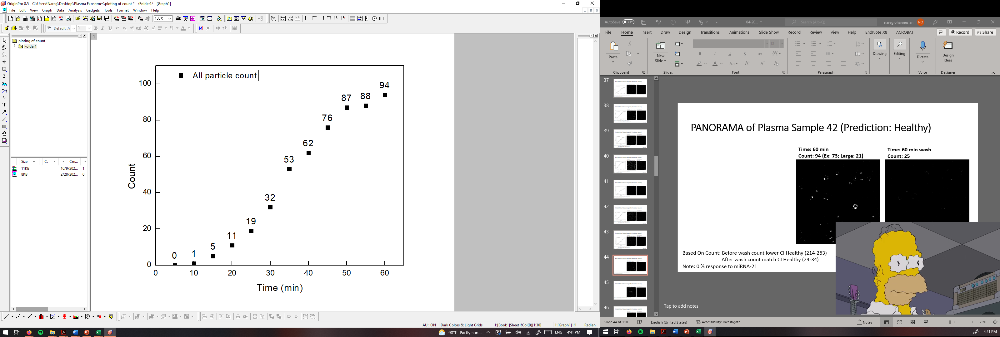 OriginPro 8.5 - C:\Users\Nareg\Desktop\Plasma Exosomes\ploting of count * - /Folder1/ - [Graph1]
File Edit View Graph Data Analysis Gadgets Tools Format Window Help
100%
Default: A 0 B I U
ploting of count
Folder1
Size C. Cre...
11KB 10/9/202... 1
8KB 2/28/202... 0
1
All particle count
100
80
60
40
20
0
Count
0 1 5 11 19 32 53 62 76 87 88 94
0 10 20 30 40 50 60
Time (min)
AU : ON Dark Colors & Light Grids 1:[Book1]Sheet1!Col(B)[1:30] 1:[Graph1]1!1 Radian
90°F Partly sun... ENG 4:41 PM
AutoSave Off 04-20... Search (Alt+Q) nareg ohannesian NO
File Home Insert Draw Design Transitions Animations Slide Show Record Review View Help EndNote X8 ACROBAT Record Share
Paste
New Slide
18
B I U S ab AV
Aa A A
Drawing
Editing
Dictate
Design Ideas
Clipboard Slides Font Paragraph Voice Designer
37
38
39
40
41
42
43
44
45
46
PANORAMA of Plasma Sample 42 (Prediction: Healthy)
Time: 60 min
Count: 94 (Ex: 73; Large: 21)
Time: 60 min wash
Count: 25
Based On Count: Before wash count lower CI Healthy (214-263)
After wash count match CI Healthy (24-34)
Note: 0 % response to miRNA-21
Tap to add notes
Slide 44 of 110 English (United States) Accessibility: Investigate Notes 75%
4:41 PM